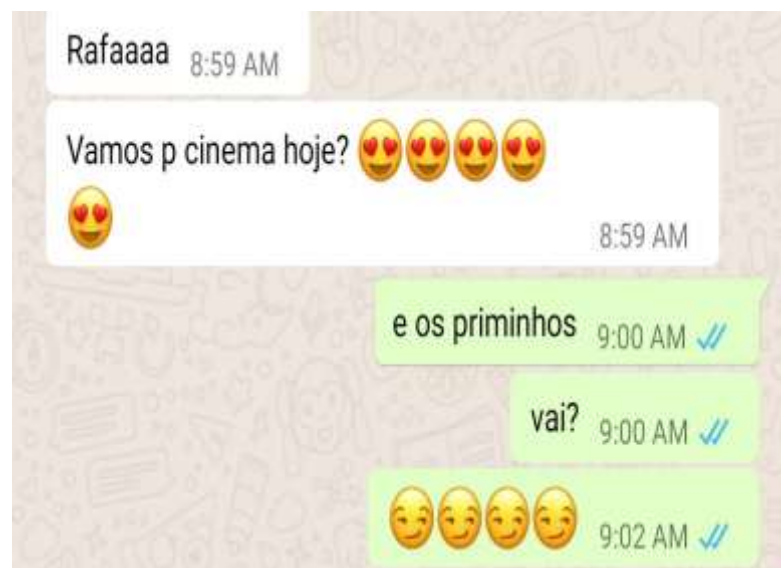 Rafaaaa 8:59 AM
Vamos p cinema hoje? 😍😍😍😍
😍
8:59 AM
e os priminhos 9:00 AM
vai? 9:00 AM
😏😏😏😏 9:02 AM